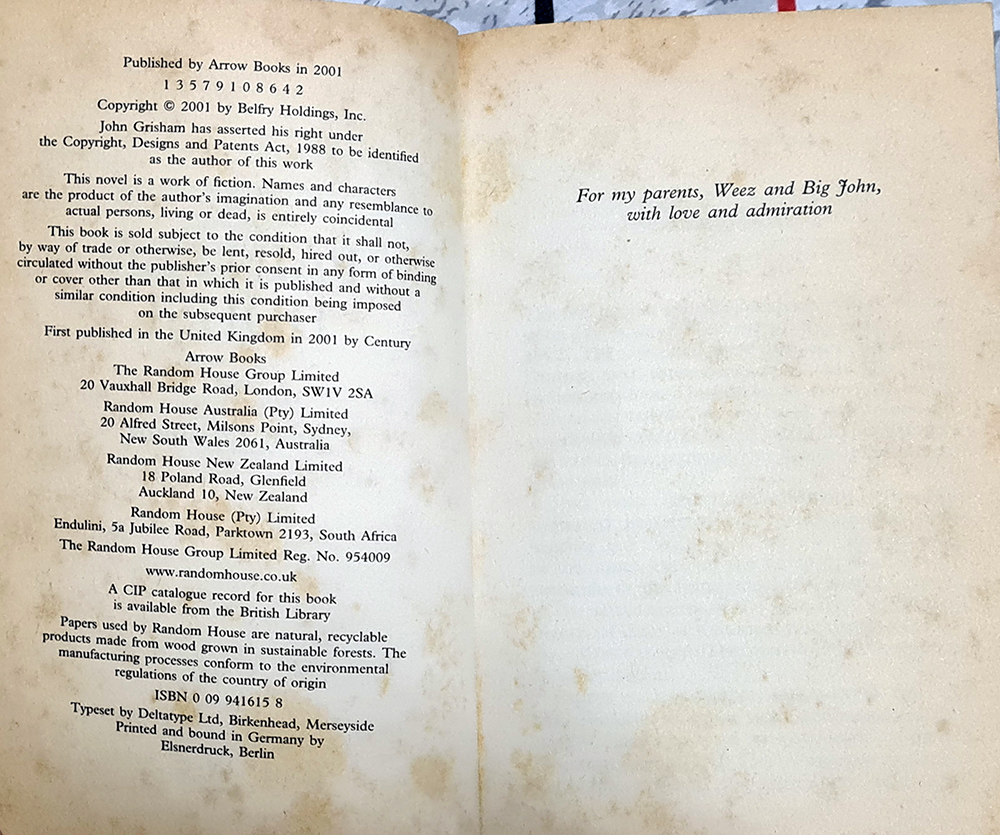 Published by Arrow Books in 2001
1 3 5 7 9 1 0 8 6 4 2
Copyright © 2001 by Belfry Holdings, Inc.
John Grisham has asserted his right under
the Copyright, Designs and Patents Act, 1988 to be identified
as the author of this work
This novel is a work of fiction. Names and characters
are the product of the author's imagination and any resemblance to
actual persons, living or dead, is entirely coincidental
This book is sold subject to the condition that it shall not,
by way of trade or otherwise, be lent, resold, hired out, or otherwise
circulated without the publisher's prior consent in any form of binding
or cover other than that in which it is published and without a
similar condition including this condition being imposed
on the subsequent purchaser
First published in the United Kingdom in 2001 by Century
Arrow Books
The Random House Group Limited
20 Vauxhall Bridge Road, London, SW1V 2SA
Random House Australia (Pty) Limited
20 Alfred Street, Milsons Point, Sydney,
New South Wales 2061, Australia
Random House New Zealand Limited
18 Poland Road, Glenfield
Auckland 10, New Zealand
Random House (Pty) Limited
Endulini, 5a Jubilee Road, Parktown 2193, South Africa
The Random House Group Limited Reg. No. 954009
www.randomhouse.co.uk
A CIP catalogue record for this book
is available from the British Library
Papers used by Random House are natural, recyclable
products made from wood grown in sustainable forests. The
manufacturing processes conform to the environmental
regulations of the country of origin
ISBN 0 09 941615 8
Typeset by Deltatype Ltd, Birkenhead, Merseyside
Printed and bound in Germany by
Elsnerdruck, Berlin
For my parents, Weez and Big John,
with love and admiration